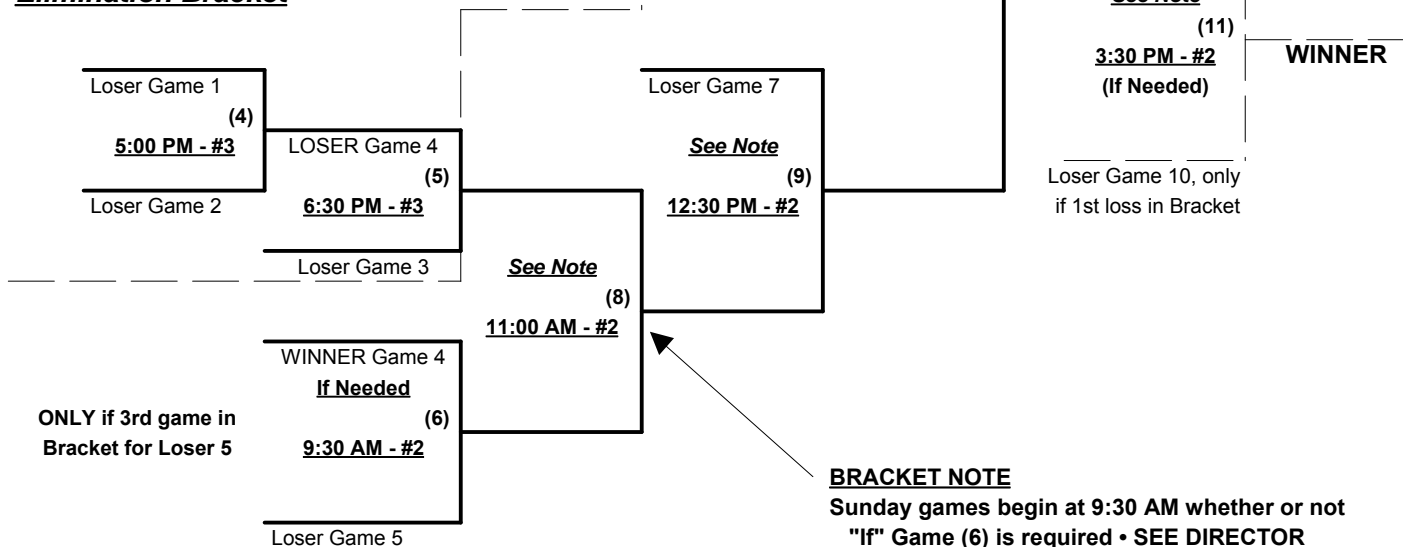 Elimination Bracket
See Note
(11)
3:30 PM - #2
(If Needed)
WINNER
Loser Game 10, only
if 1st loss in Bracket
Loser Game 1
(4)
5:00 PM - #3
Loser Game 2
LOSER Game 4
(5)
6:30 PM - #3
Loser Game 3
Loser Game 7
See Note
(9)
12:30 PM - #2
See Note
(8)
11:00 AM - #2
WINNER Game 4
If Needed
(6)
9:30 AM - #2
Loser Game 5
ONLY if 3rd game in
Bracket for Loser 5
BRACKET NOTE
Sunday games begin at 9:30 AM whether or not
"If" Game (6) is required • SEE DIRECTOR